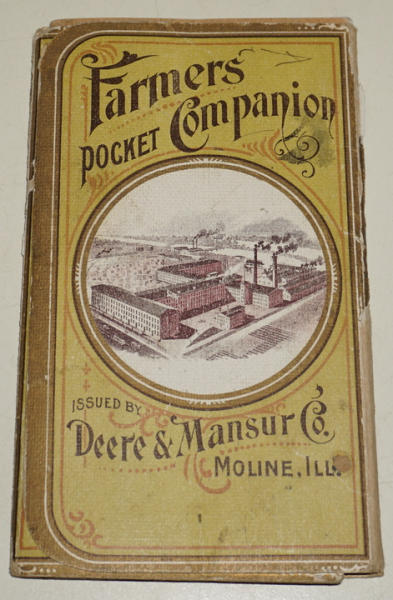 Farmers
POCKET Companion
ISSUED BY
Deere & Mansur Co.
MOLINE, ILL.